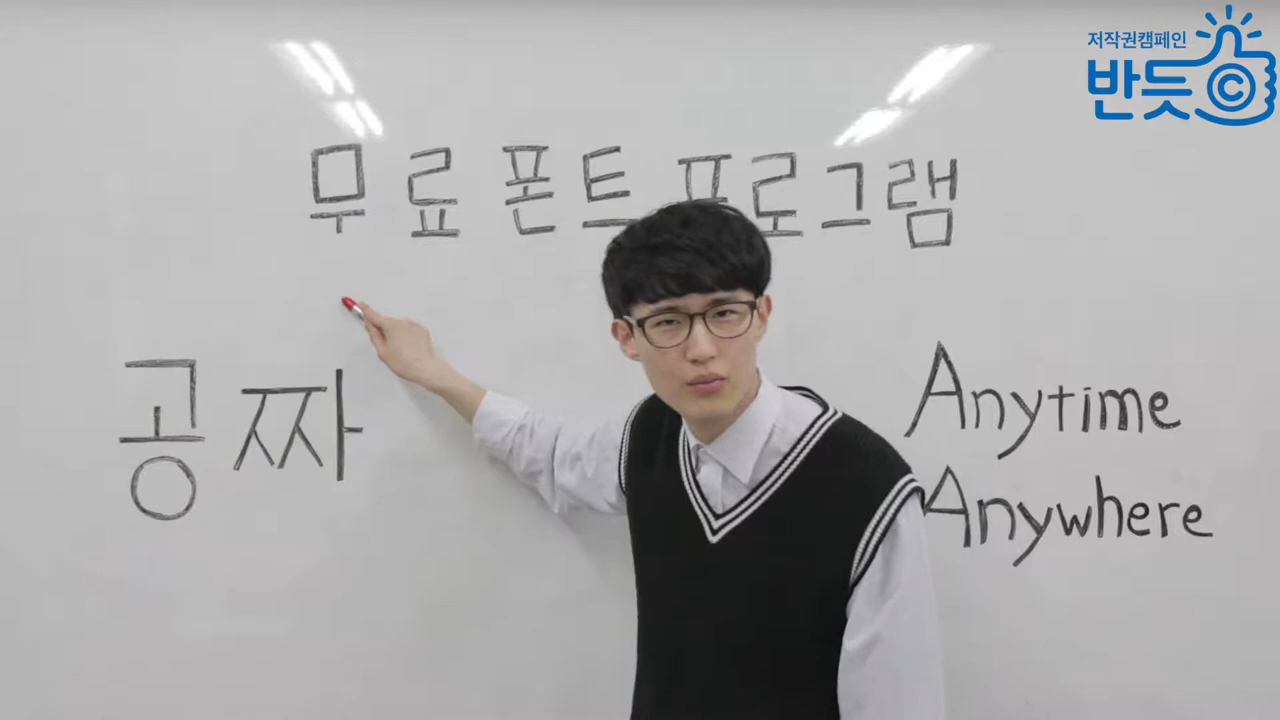 저작권캠페인
반듯
무료 폰트 프로그램
공짜
Anytime
Anywhere